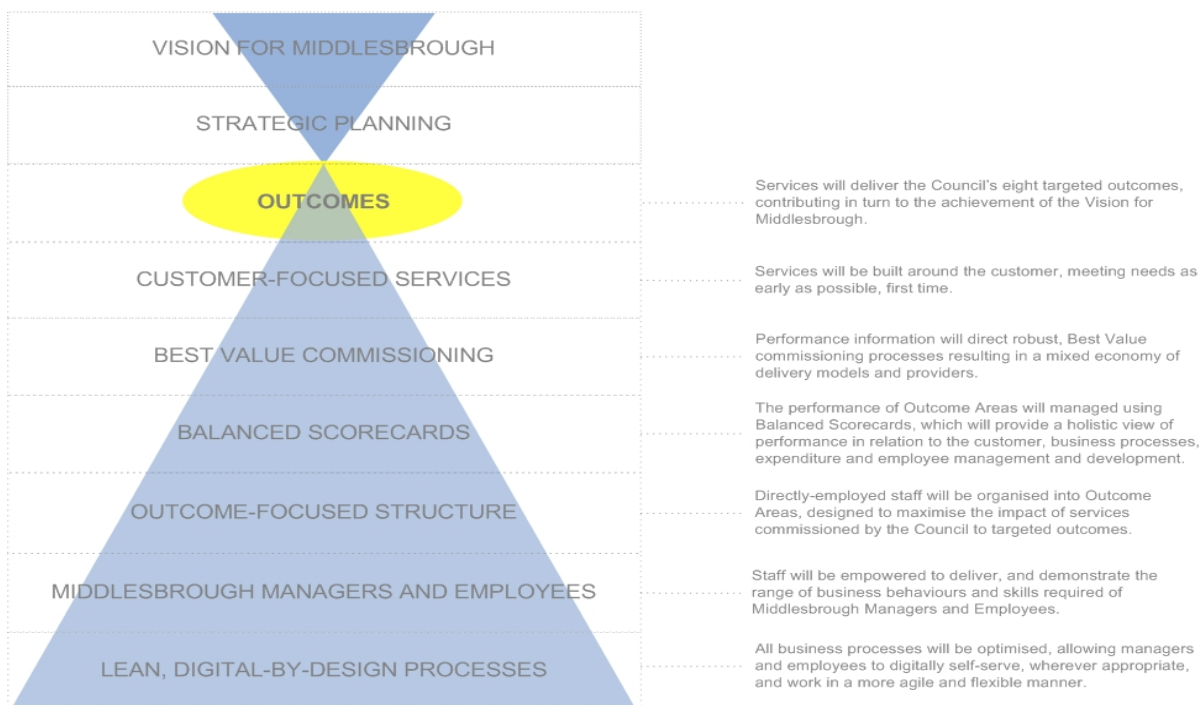 VISION FOR MIDDLESBROUGH
STRATEGIC PLANNING
OUTCOMES
Services will deliver the Council's eight targeted outcomes,
contributing in turn to the achievement of the Vision for
Middlesbrough.
CUSTOMER-FOCUSED SERVICES
Services will be built around the customer, meeting needs as
early as possible, first time.
BEST VALUE COMMISSIONING
Performance information will direct robust, Best Value
commissioning processes resulting in a mixed economy of
delivery models and providers.
BALANCED SCORECARDS
The performance of Outcome Areas will managed using
Balanced Scorecards, which will provide a holistic view of
performance in relation to the customer, business processes,
expenditure and employee management and development.
OUTCOME-FOCUSED STRUCTURE
Directly-employed staff will be organised into Outcome
Areas, designed to maximise the impact of services
commissioned by the Council to targeted outcomes.
MIDDLESBROUGH MANAGERS AND EMPLOYEES
Staff will be empowered to deliver, and demonstrate the
range of business behaviours and skills required of
Middlesbrough Managers and Employees.
LEAN, DIGITAL-BY-DESIGN PROCESSES
All business processes will be optimised, allowing managers
and employees to digitally self-serve, wherever appropriate,
and work in a more agile and flexible manner.